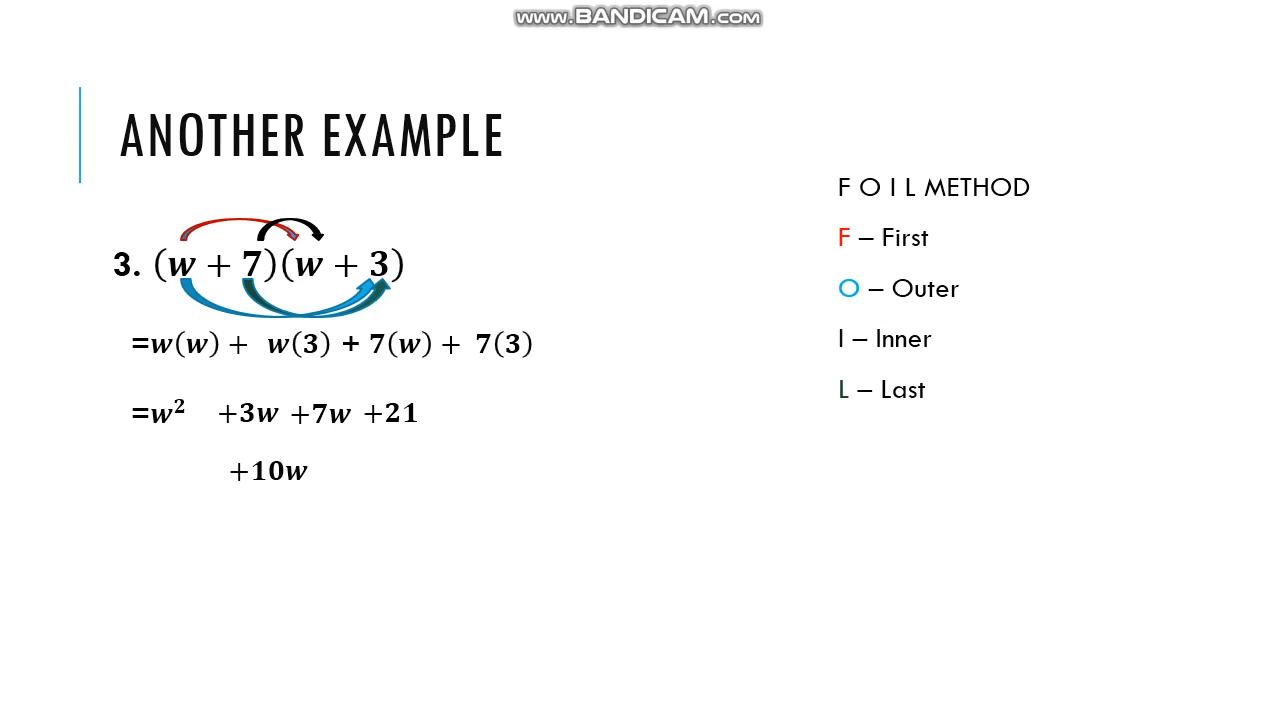 www.BANDICAM.com
ANOTHER EXAMPLE
F O I L METHOD
F – First
O – Outer
I – Inner
L – Last
3. (w + 7)(w + 3)
=w(w) + w(3) + 7(w) + 7(3)
=w² +3w +7w +21
+10w